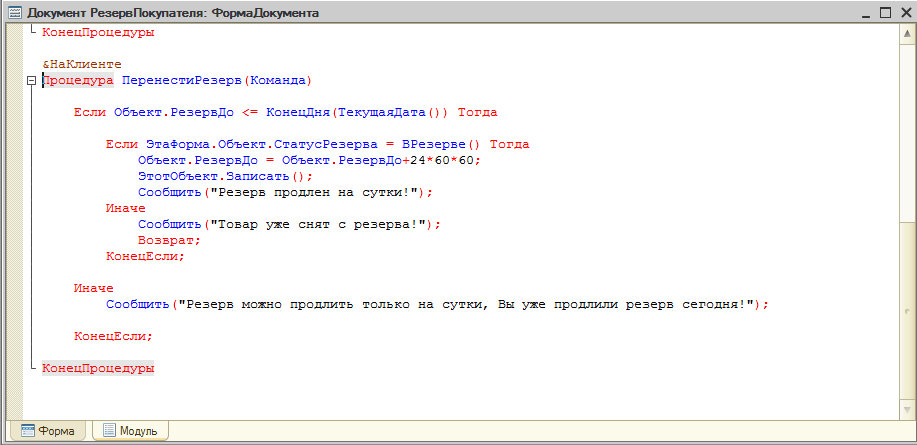 Документ РезервПокупателя: ФормаДокумента
КонецПроцедуры
&НаКлиенте
Процедура ПеренестиРезерв(Команда)
Если Объект.РезервДо <= КонецДня(ТекущаяДата()) Тогда
Если ЭтаФорма.Объект.СтатусРезерва = ВРезерве() Тогда
Объект.РезервДо = Объект.РезервДо+24*60*60;
ЭтотОбъект.Записать();
Сообщить("Резерв продлен на сутки!");
Иначе
Сообщить("Товар уже снят с резерва!");
Возврат;
КонецЕсли;
Иначе
Сообщить("Резерв можно продлить только на сутки, Вы уже продлили резерв сегодня!");
КонецЕсли;
КонецПроцедуры
Форма
Модуль